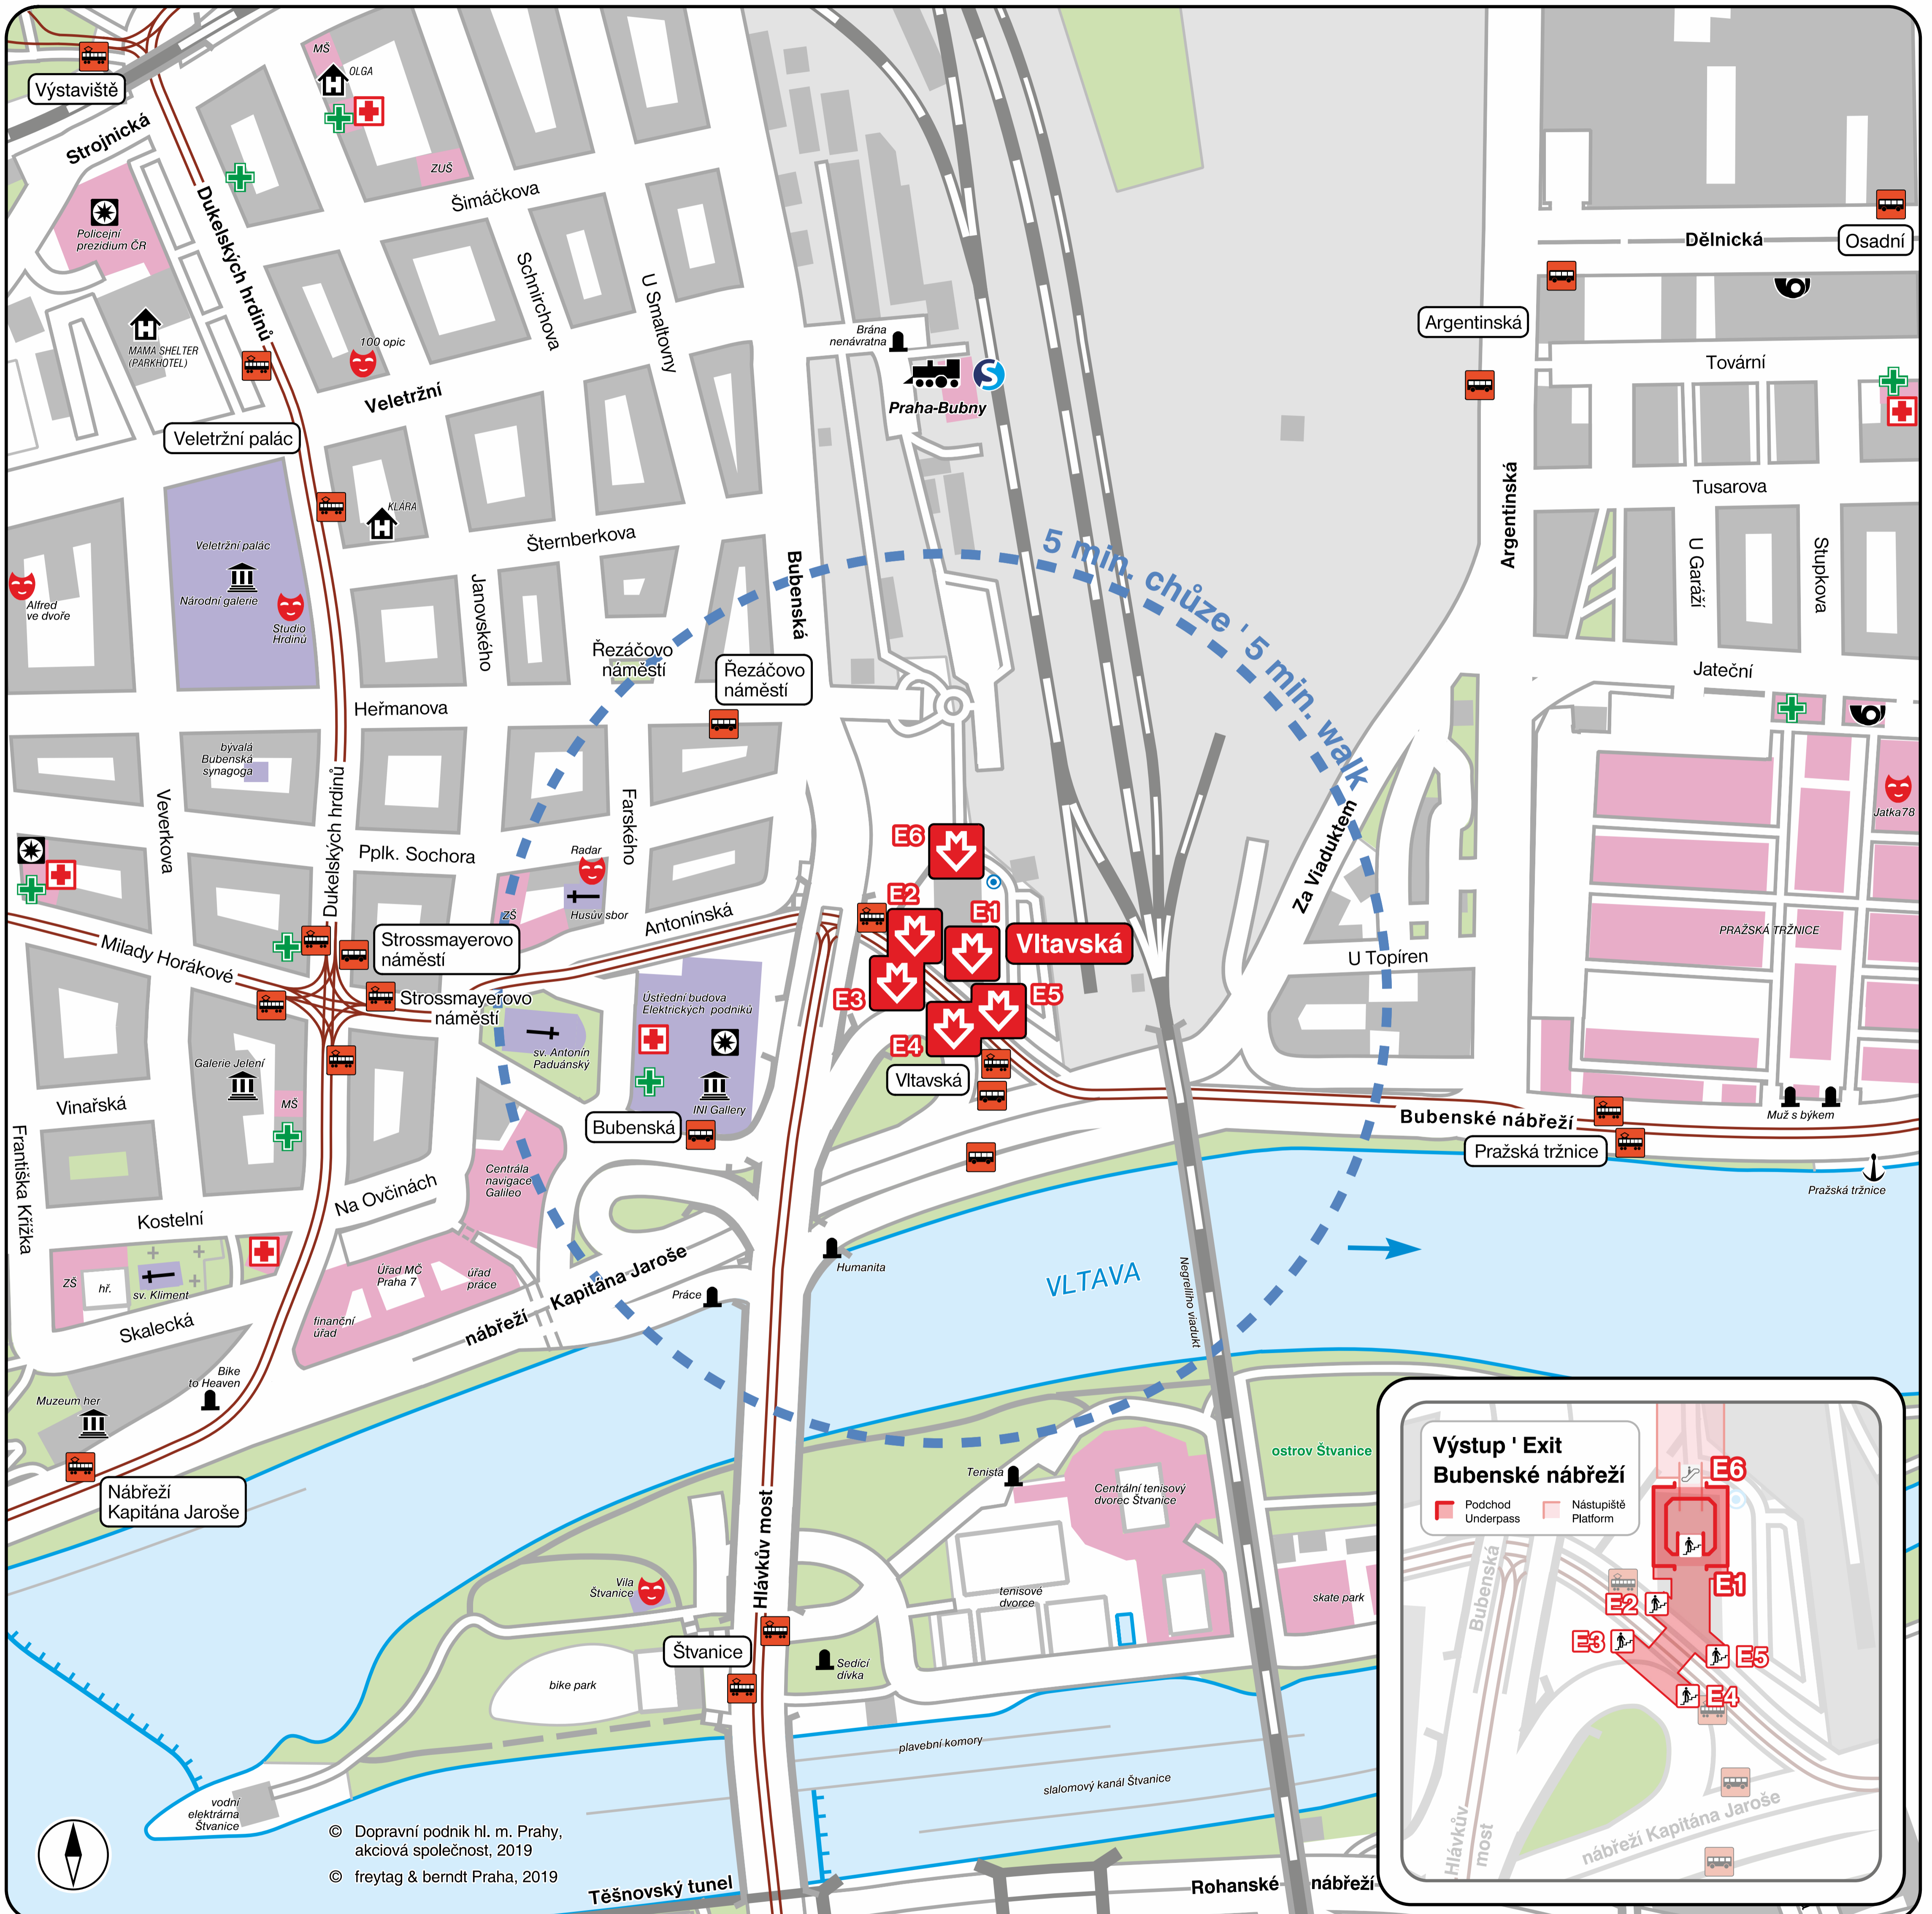 MŠ
OLGA
Výstaviště
Strojnická
ZUŠ
Šimáčkova
Dukelských hrdinů
Policejní
prezidium ČR
Dělnická
Osadní
Schnirchova
U Smaltovny
MAMA SHELTER
(PARKHOTEL)
100 opic
Brána
nenávratna
Argentinská
Tovární
S
Praha-Bubny
Veletržní
Veletržní palác
Argentinská
Tusarova
KLÁRA
Šternberkova
Veletržní palác
Národní galerie
Studio
Hrdinů
Alfred
ve dvoře
Janovského
Bubenská
5 min. chůze ' 5 min. walk
U Garáží
Stupkova
Řezáčovo
náměstí
Řezáčovo
náměstí
Jateční
Heřmanova
bývalá
Bubenská
synagoga
Veverkova
Dukelských hrdinů
Farského
Pplk. Sochora
Radar
ZŠ
Husův sbor
Antonínská
Za Viaduktem
Jatka78
E6
E2
E1
Vltavská
E3
E5
E4
Vltavská
PRAŽSKÁ TRŽNICE
U Topíren
Milady Horákové
Strossmayerovo
náměstí
Strossmayerovo
náměstí
Ústřední budova
Elektrických podniků
sv. Antonín
Paduánský
INI Gallery
Bubenská
Galerie Jelení
MŠ
Vinařská
Bubenské nábřeží
Pražská tržnice
Muž s býkem
Pražská tržnice
Františka Křížka
Centrála
navigace
Galileo
Na Ovčinách
Kostelní
ZŠ
hř.
sv. Kliment
Úřad MČ
Praha 7
úřad
práce
finanční
úřad
nábřeží Kapitána Jaroše
Práce
Humanita
VLTAVA
Negrelliho viadukt
Skalecká
Bike
to Heaven
Muzeum her
Nábřeží
Kapitána Jaroše
Tenista
Centrální tenisový
dvorec Štvanice
ostrov Štvanice
Hlávkův most
Vila
Štvanice
tenisové
dvorce
skate park
Štvanice
Sedící
dívka
bike park
plavební komory
slalomový kanál Štvanice
vodní
elektrárna
Štvanice
© Dopravní podnik hl. m. Prahy,
akciová společnost, 2019
© freytag & berndt Praha, 2019
Těšnovský tunel
Rohanské nábřeží
Výstup ' Exit
Bubenské nábřeží
Podchod
Underpass
Nástupiště
Platform
E6
E1
E2
E3
E5
E4
Bubenská
Hlávkův
most
nábřeží Kapitána Jaroše